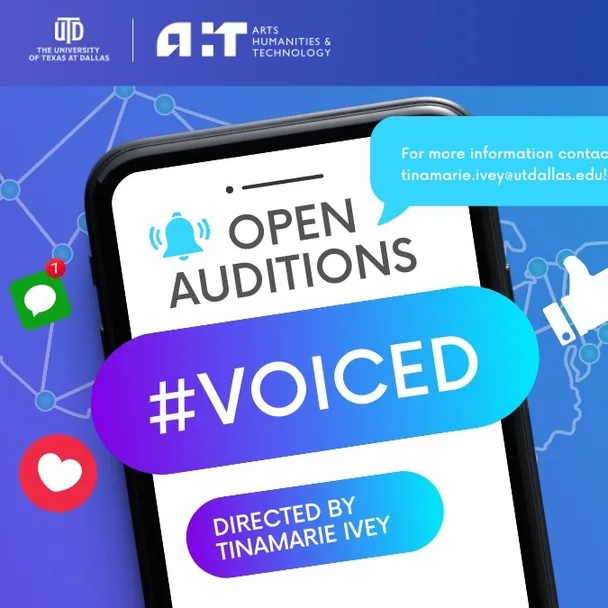 UTD
THE UNIVERSITY
OF TEXAS AT DALLAS
AHT
ARTS
HUMANITIES &
TECHNOLOGY
For more information contac
tinamarie.ivey@utdallas.edu!
OPEN
AUDITIONS
1
#VOICED
DIRECTED BY
TINAMARIE IVEY